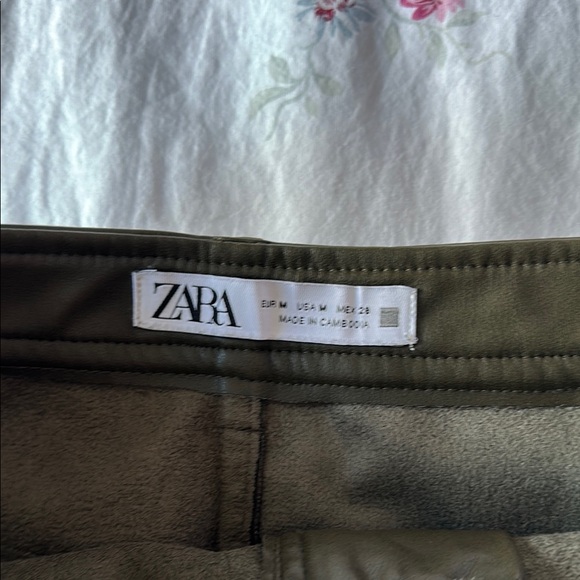 ZARA
EUR M USA M MEX 28
MADE IN CAMBODIA